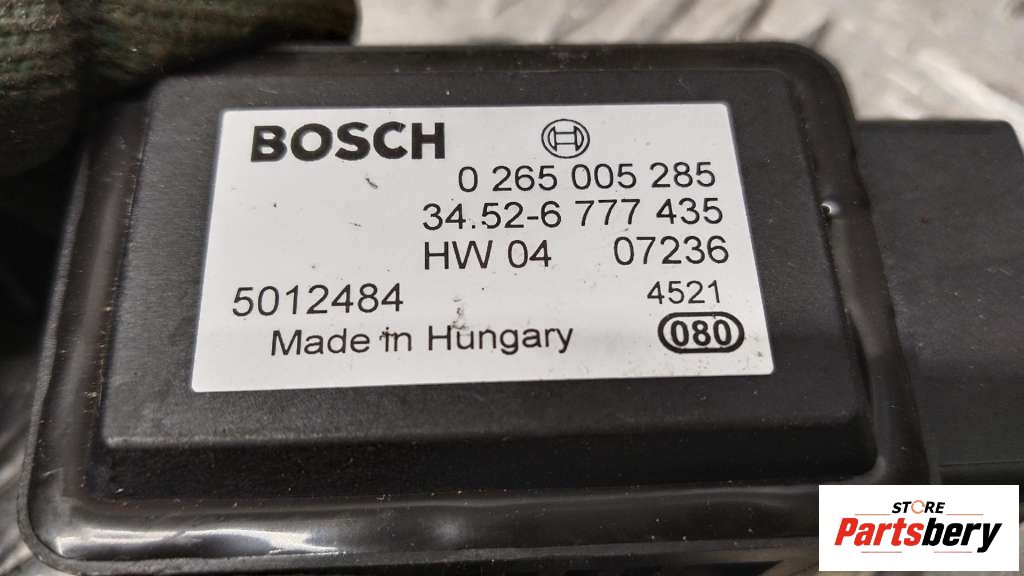 BOSCH
0 265 005 285
34.52-6 777 435
HW 04 07236
5012484 4521
Made in Hungary 080
STORE
Partsbery